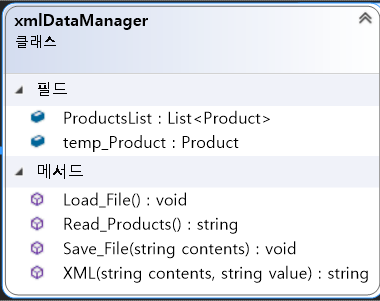 xmlDataManager
클래스
필드
ProductsList : List<Product>
temp_Product : Product
메서드
Load_File() : void
Read_Products() : string
Save_File(string contents) : void
XML(string contents, string value) : string